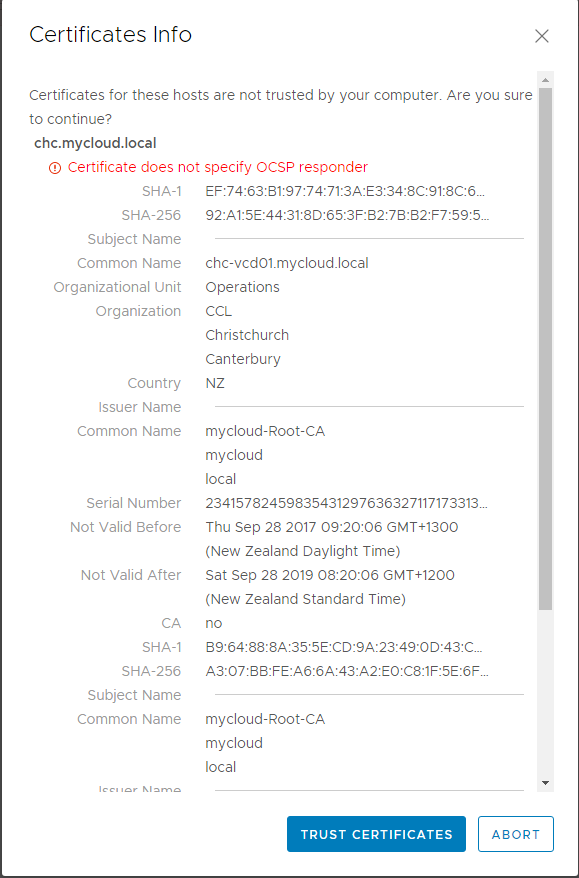 Certificates Info
Certificates for these hosts are not trusted by your computer. Are you sure
to continue?
chc.mycloud.local
Certificate does not specify OCSP responder
SHA-1 EF:74:63:B1:97:74:71:3A:E3:34:8C:91:8C:6...
SHA-256 92:A1:5E:44:31:8D:65:3F:B2:7B:B2:F7:59:5...
Subject Name
Common Name chc-vcd01.mycloud.local
Organizational Unit Operations
Organization CCL
Christchurch
Canterbury
Country NZ
Issuer Name
Common Name mycloud-Root-CA
mycloud
local
Serial Number 23415782459835431297636327117173313...
Not Valid Before Thu Sep 28 2017 09:20:06 GMT+1300
(New Zealand Daylight Time)
Not Valid After Sat Sep 28 2019 08:20:06 GMT+1200
(New Zealand Standard Time)
CA no
SHA-1 B9:64:88:8A:35:5E:CD:9A:23:49:0D:43:C...
SHA-256 A3:07:BB:FE:A6:6A:43:A2:E0:C8:1F:5E:6F...
Subject Name
Common Name mycloud-Root-CA
mycloud
local
Issuer Name
TRUST CERTIFICATES ABORT